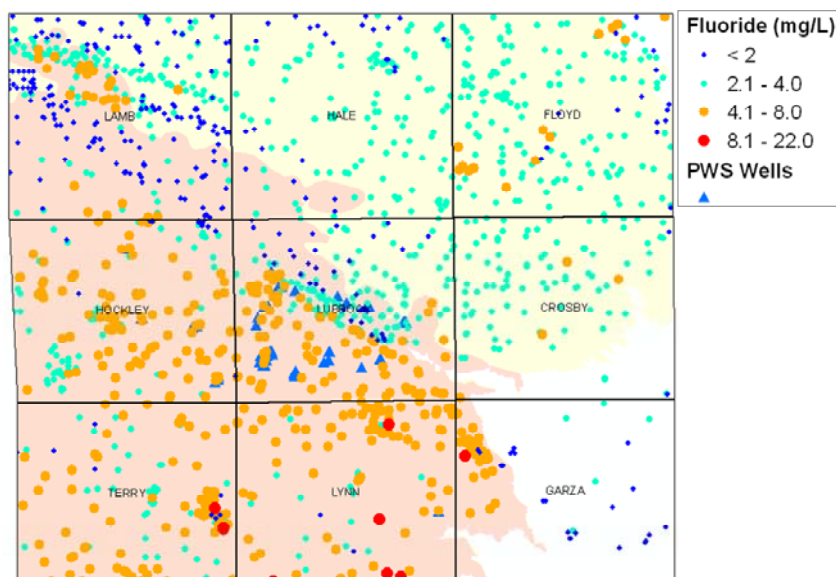 Fluoride (mg/L)
< 2
2.1 - 4.0
4.1 - 8.0
8.1 - 22.0
PWS Wells
LAMB
HALE
FLOYD
HOCKLEY
LUBBOCK
CROSBY
TERRY
LYNN
GARZA